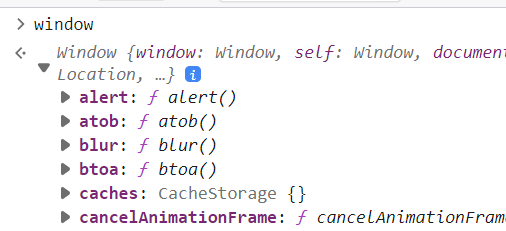 > window
Window {window: Window, self: Window, document
Location, …} i
alert: ƒ alert()
atob: ƒ atob()
blur: ƒ blur()
btoa: ƒ btoa()
caches: CacheStorage {}
cancelAnimationFrame: ƒ cancelAnimationFram